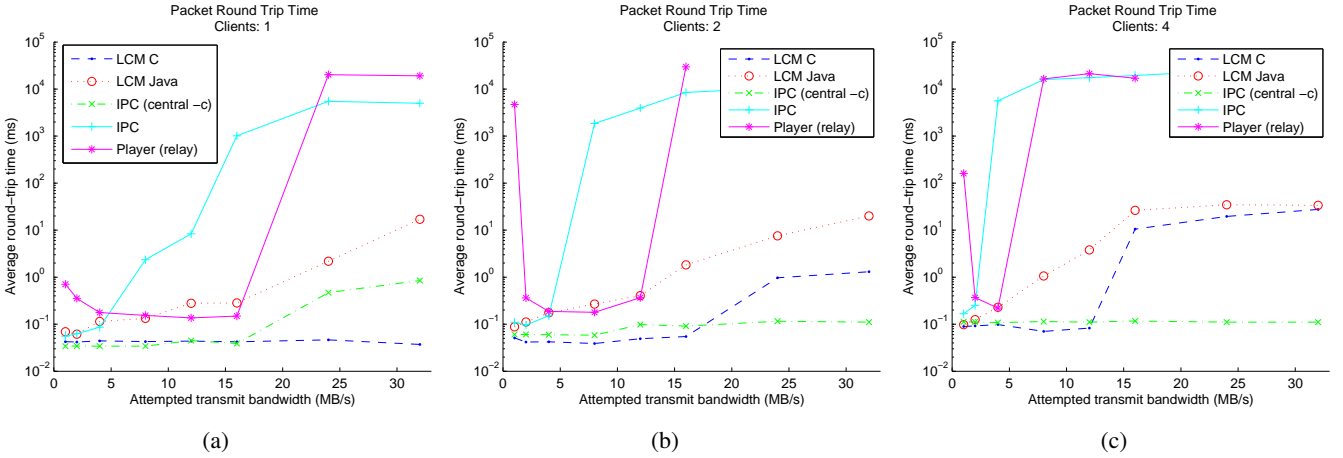 Packet Round Trip Time
Clients: 1
10^5
10^4
10^3
10^2
10^1
10^0
10^−1
10^−2
0 5 10 15 20 25 30
Average round−trip time (ms)
Attempted transmit bandwidth (MB/s)
LCM C
LCM Java
IPC (central −c)
IPC
Player (relay)
(a)
Packet Round Trip Time
Clients: 2
10^5
10^4
10^3
10^2
10^1
10^0
10^−1
10^−2
0 5 10 15 20 25 30
Average round−trip time (ms)
Attempted transmit bandwidth (MB/s)
LCM C
LCM Java
IPC (central −c)
IPC
Player (relay)
(b)
Packet Round Trip Time
Clients: 4
10^5
10^4
10^3
10^2
10^1
10^0
10^−1
10^−2
0 5 10 15 20 25 30
Average round−trip time (ms)
Attempted transmit bandwidth (MB/s)
LCM C
LCM Java
IPC (central −c)
IPC
Player (relay)
(c)